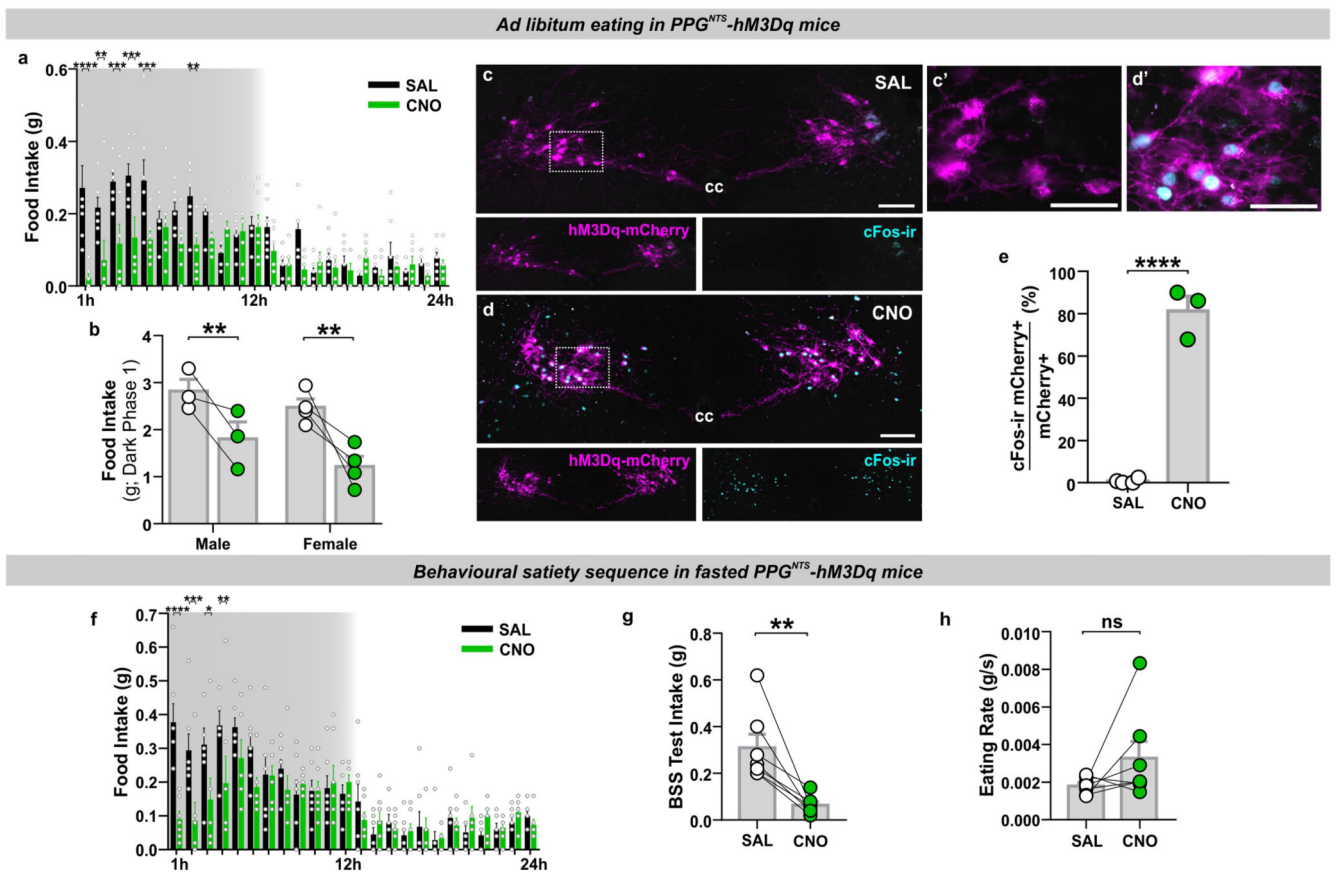 Ad libitum eating in PPG^NTS-hM3Dq mice
a
**** ** *** *** *** **
Food Intake (g)
0.6
0.4
0.2
0.0
SAL
CNO
1h 12h 24h
b
** **
Food Intake
(g; Dark Phase 1)
4
3
2
1
0
Male Female
c
SAL
cc
hM3Dq-mCherry
cFos-ir
c'
d'
d
CNO
cc
hM3Dq-mCherry
cFos-ir
e
****
cFos-ir mCherry+
mCherry+
(%)
100
80
60
40
20
0
SAL CNO
Behavioural satiety sequence in fasted PPG^NTS-hM3Dq mice
f
**** *** * **
Food Intake (g)
0.7
0.6
0.5
0.4
0.3
0.2
0.1
0.0
SAL
CNO
1h 12h 24h
g
**
BSS Test Intake (g)
0.8
0.6
0.4
0.2
0.0
SAL CNO
h
ns
Eating Rate (g/s)
0.010
0.008
0.006
0.004
0.002
0.000
SAL CNO